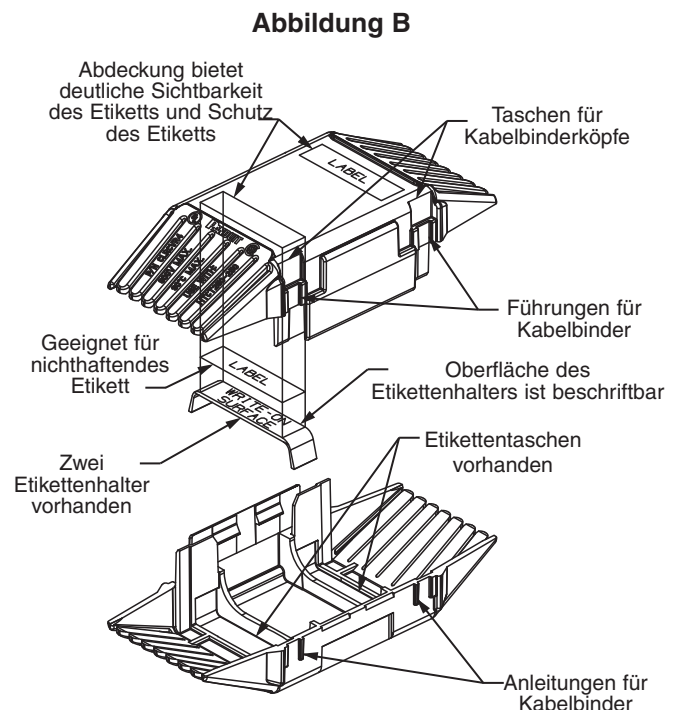 Abbildung B
Abdeckung bietet
deutliche Sichtbarkeit
des Etiketts und Schutz
des Etiketts
Taschen für
Kabelbinderköpfe
LABEL
Führungen für
Kabelbinder
Geeignet für
nichthaftendes
Etikett
LABEL
WRITE-ON
SURFACE
Oberfläche des
Etikettenhalters ist beschriftbar
Zwei
Etikettenhalter
vorhanden
Etikettentaschen
vorhanden
Anleitungen für
Kabelbinder